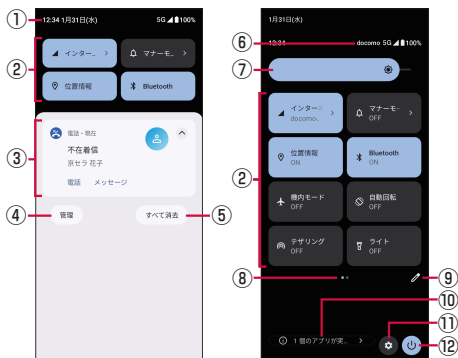 ① 12:34 1月31日(水) 5G 100%
② インター.. マナーモ..
位置情報 Bluetooth
③ 電話・現在
不在着信
京セラ 花子
電話 メッセージ
④ 管理 すべて消去 ⑤
1月31日(水)
⑥ 12:34 docomo 5G 100%
⑦
② インター マナーモ-
docomo. OFF
位置情報 Bluetooth
ON ON
機内モード 自動回転
OFF OFF
テザリング ライト
OFF OFF
⑧ ⑨
⑩
1 個のアプリが実.. ⑪
⑫